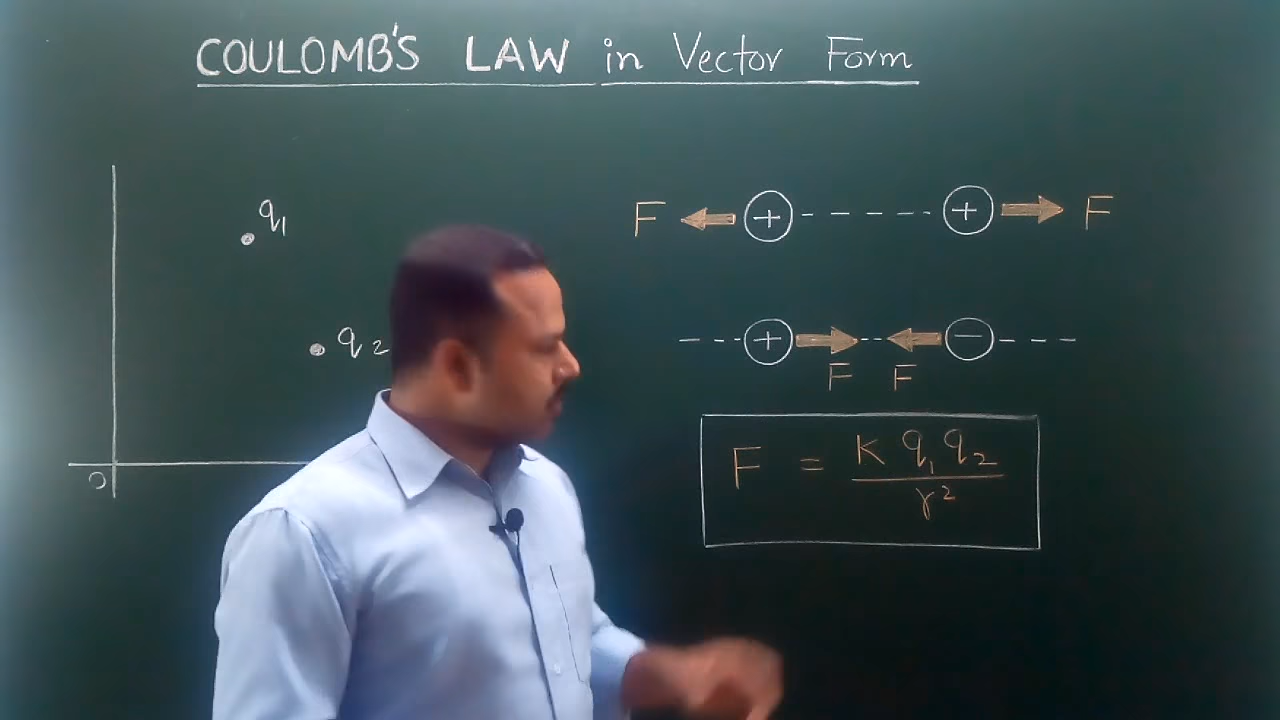 COULOMB'S LAW in Vector Form
q1
q2
O
F + + F
+ −
F F
F = K q1 q2 / r²